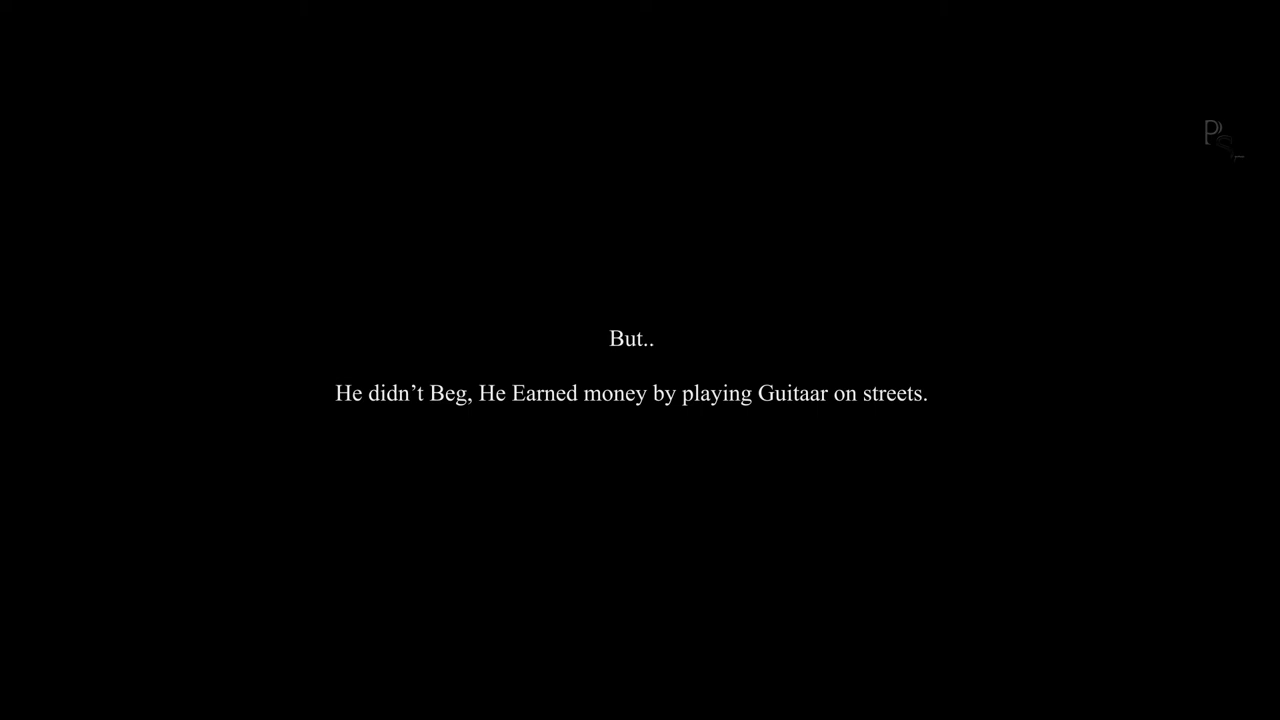 But..
He didn’t Beg, He Earned money by playing Guitaar on streets.